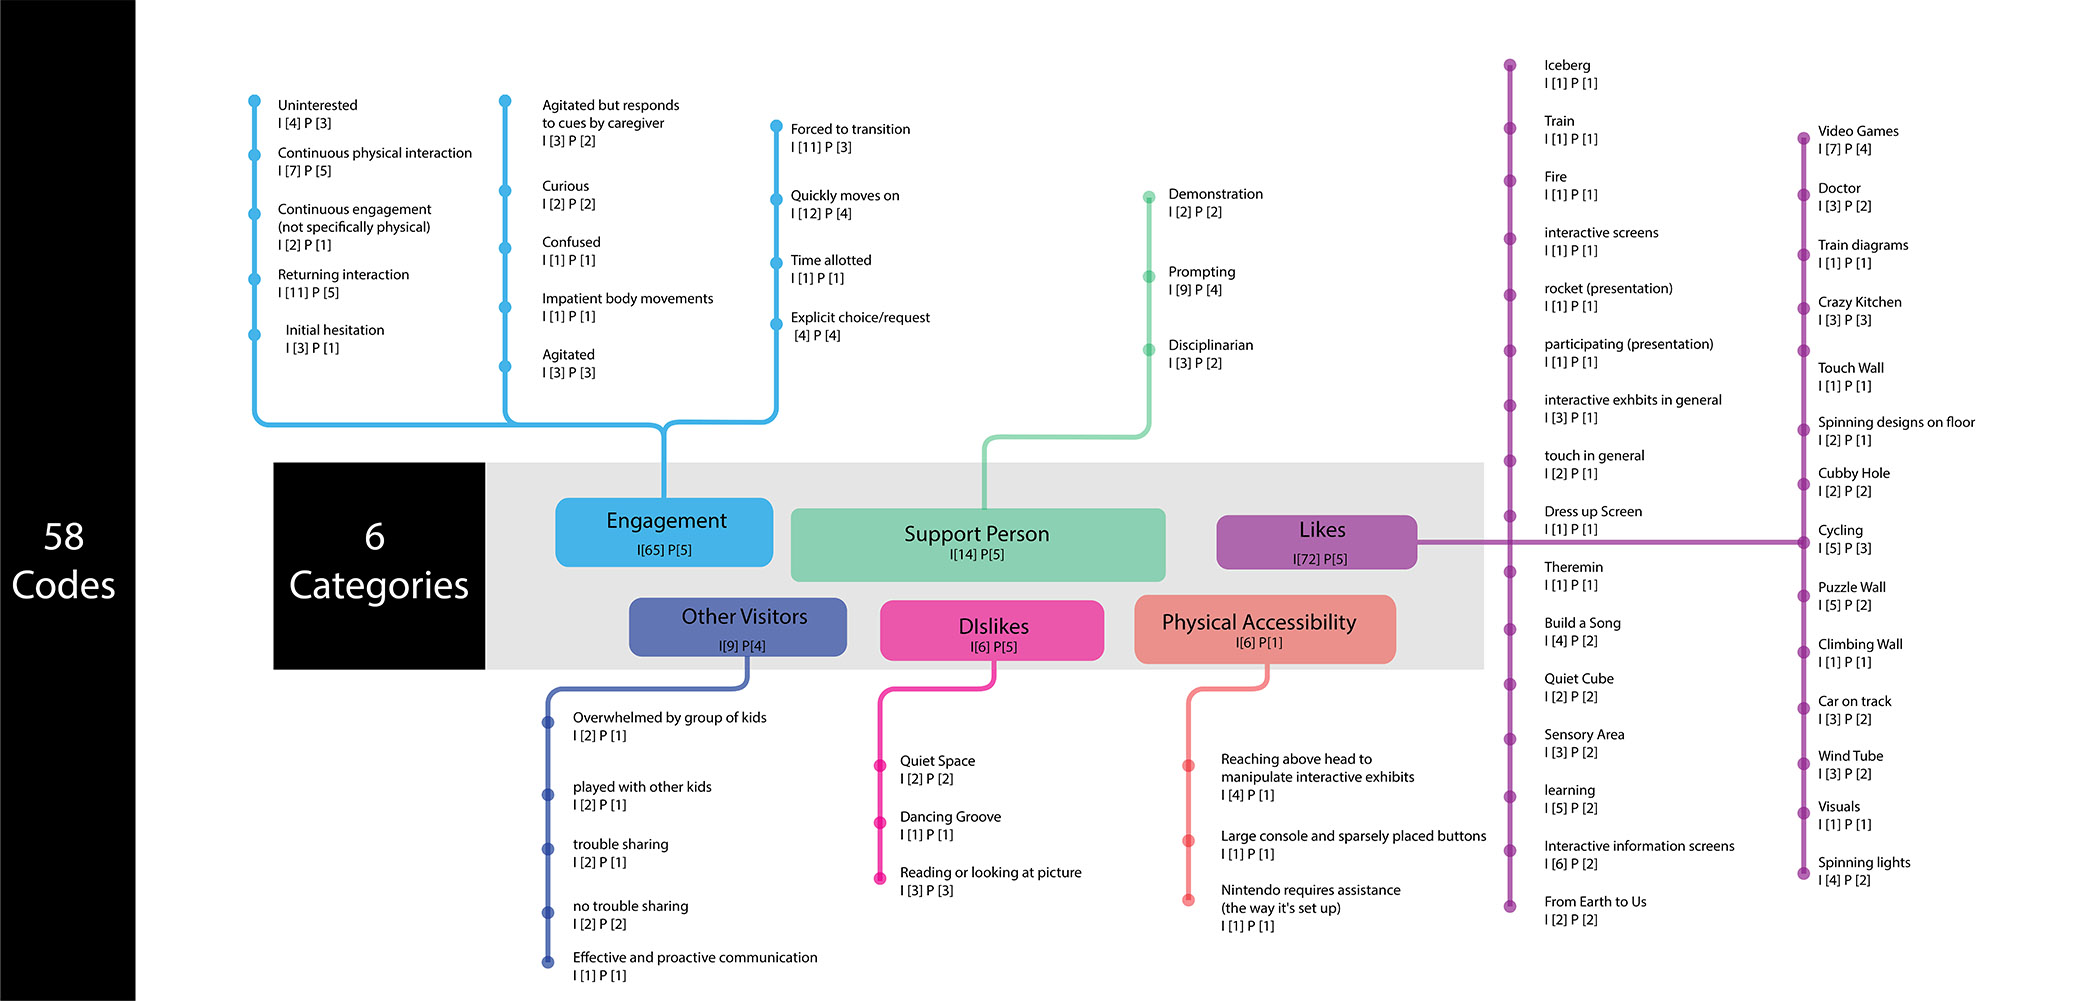 58
Codes
6
Categories
Uninterested
I [4] P [3]
Continuous physical interaction
I [7] P [5]
Continuous engagement
(not specifically physical)
I [2] P [1]
Returning interaction
I [11] P [5]
Initial hesitation
I [3] P [1]
Agitated but responds
to cues by caregiver
I [3] P [2]
Curious
I [2] P [2]
Confused
I [1] P [1]
Impatient body movements
I [1] P [1]
Agitated
I [3] P [3]
Forced to transition
I [11] P [3]
Quickly moves on
I [12] P [4]
Time allotted
I [1] P [1]
Explicit choice/request
[4] P [4]
Engagement
I[65] P[5]
Demonstration
I [2] P [2]
Prompting
I [9] P [4]
Disciplinarian
I [3] P [2]
Support Person
I[14] P[5]
Likes
I[72] P[5]
Iceberg
I [1] P [1]
Train
I [1] P [1]
Fire
I [1] P [1]
interactive screens
I [1] P [1]
rocket (presentation)
I [1] P [1]
participating (presentation)
I [1] P [1]
interactive exhbits in general
I [3] P [1]
touch in general
I [2] P [1]
Dress up Screen
I [1] P [1]
Theremin
I [1] P [1]
Build a Song
I [4] P [2]
Quiet Cube
I [2] P [2]
Sensory Area
I [3] P [2]
learning
I [5] P [2]
Interactive information screens
I [6] P [2]
From Earth to Us
I [2] P [2]
Video Games
I [7] P [4]
Doctor
I [3] P [2]
Train diagrams
I [1] P [1]
Crazy Kitchen
I [3] P [3]
Touch Wall
I [1] P [1]
Spinning designs on floor
I [2] P [1]
Cubby Hole
I [2] P [2]
Cycling
I [5] P [3]
Puzzle Wall
I [5] P [2]
Climbing Wall
I [1] P [1]
Car on track
I [3] P [2]
Wind Tube
I [3] P [2]
Visuals
I [1] P [1]
Spinning lights
I [4] P [2]
Other Visitors
I[9] P[4]
Overwhelmed by group of kids
I [2] P [1]
played with other kids
I [2] P [1]
trouble sharing
I [2] P [1]
no trouble sharing
I [2] P [2]
Effective and proactive communication
I [1] P [1]
DIslikes
I[6] P[5]
Quiet Space
I [2] P [2]
Dancing Groove
I [1] P [1]
Reading or looking at picture
I [3] P [3]
Physical Accessibility
I[6] P[1]
Reaching above head to
manipulate interactive exhibits
I [4] P [1]
Large console and sparsely placed buttons
I [1] P [1]
Nintendo requires assistance
(the way it's set up)
I [1] P [1]